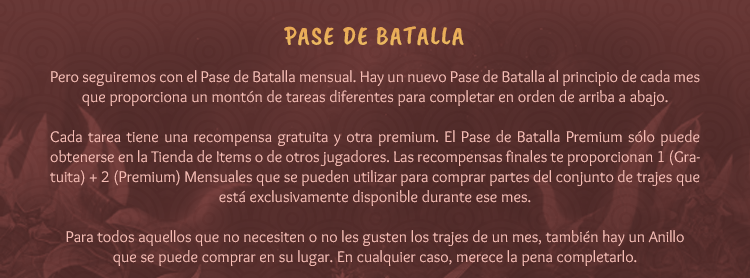 PASE DE BATALLA
Pero seguiremos con el Pase de Batalla mensual. Hay un nuevo Pase de Batalla al principio de cada mes
que proporciona un montón de tareas diferentes para completar en orden de arriba a abajo.
Cada tarea tiene una recompensa gratuita y otra premium. El Pase de Batalla Premium sólo puede
obtenerse en la Tienda de Items o de otros jugadores. Las recompensas finales te proporcionan 1 (Gra-
tuita) + 2 (Premium) Mensuales que se pueden utilizar para comprar partes del conjunto de trajes que
está exclusivamente disponible durante ese mes.
Para todos aquellos que no necesiten o no les gusten los trajes de un mes, también hay un Anillo
que se puede comprar en su lugar. En cualquier caso, merece la pena completarlo.